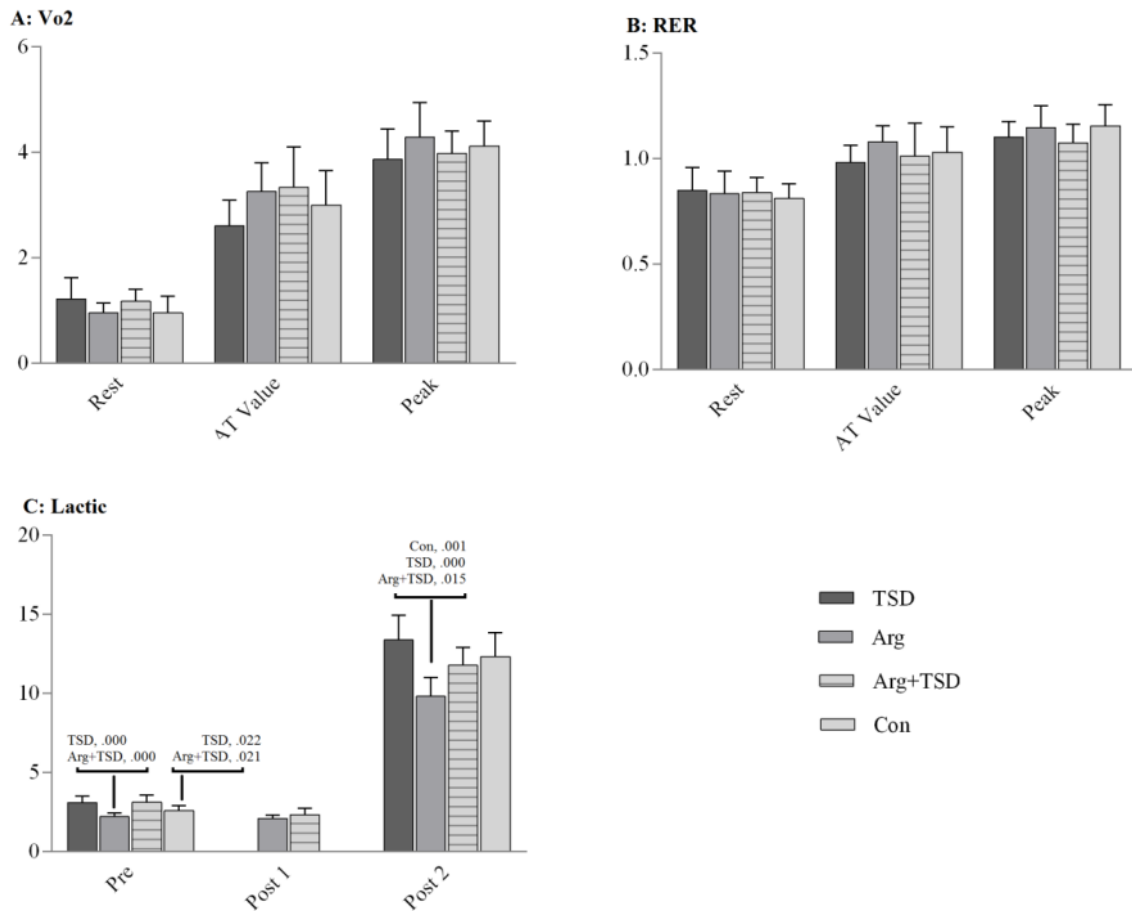 A: Vo2
6
4
2
0
Rest
AT Value
Peak
B: RER
1.5
1.0
0.5
0.0
Rest
AT Value
Peak
C: Lactic
20
15
10
5
0
TSD, .000
Arg+TSD, .000
TSD, .022
Arg+TSD, .021
Con, .001
TSD, .000
Arg+TSD, .015
Pre
Post 1
Post 2
TSD
Arg
Arg+TSD
Con